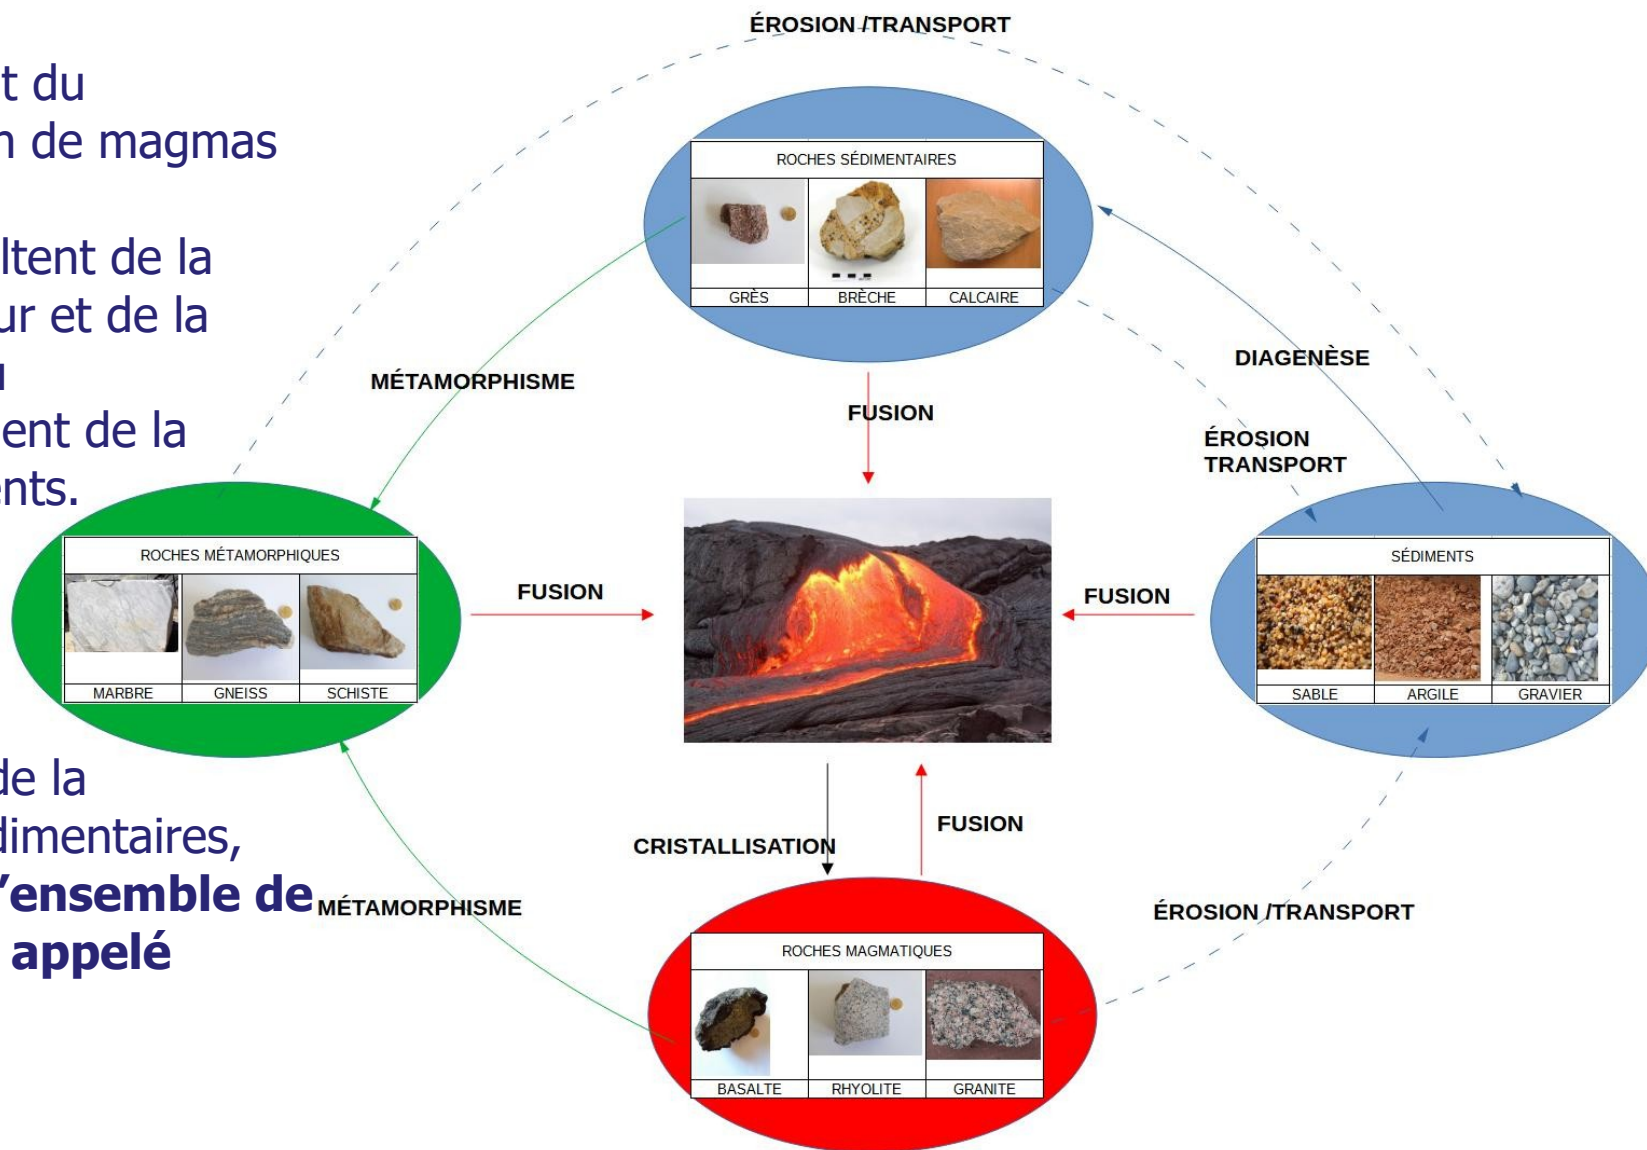 t du
n de magmas
ltent de la
ur et de la
ent de la
ents.
de la
dimentaires,
’ensemble de
appelé
ÉROSION /TRANSPORT
ROCHES SÉDIMENTAIRES
GRÈS BRÈCHE CALCAIRE
MÉTAMORPHISME
FUSION
DIAGENÈSE
ÉROSION
TRANSPORT
ROCHES MÉTAMORPHIQUES
MARBRE GNEISS SCHISTE
FUSION
FUSION
SÉDIMENTS
SABLE ARGILE GRAVIER
CRISTALLISATION
FUSION
MÉTAMORPHISME
ÉROSION /TRANSPORT
ROCHES MAGMATIQUES
BASALTE RHYOLITE GRANITE